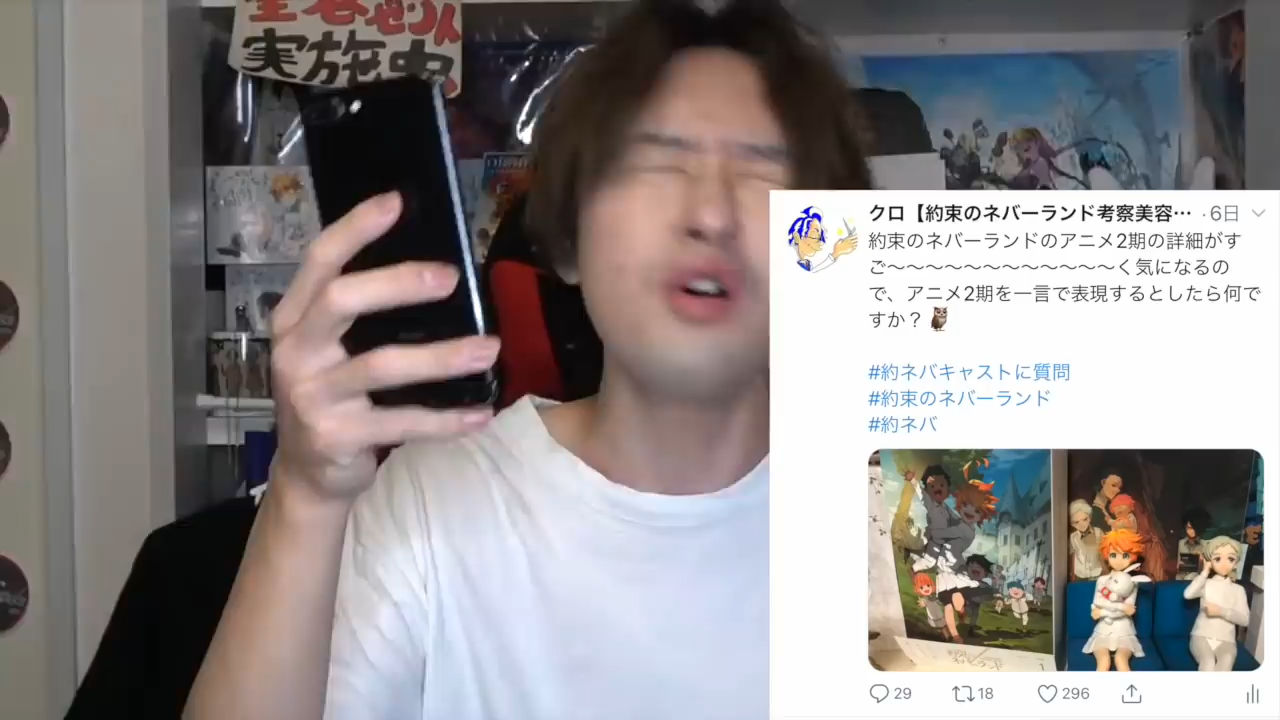 実施中
クロ【約束のネバーランド考察美容… · 6日
約束のネバーランドのアニメ2期の詳細がす
ご〜〜〜〜〜〜〜〜〜〜〜〜く気になるの
で、アニメ2期を一言で表現するとしたら何で
すか？🦉
#約ネバキャストに質問
#約束のネバーランド
#約ネバ
29 18 296